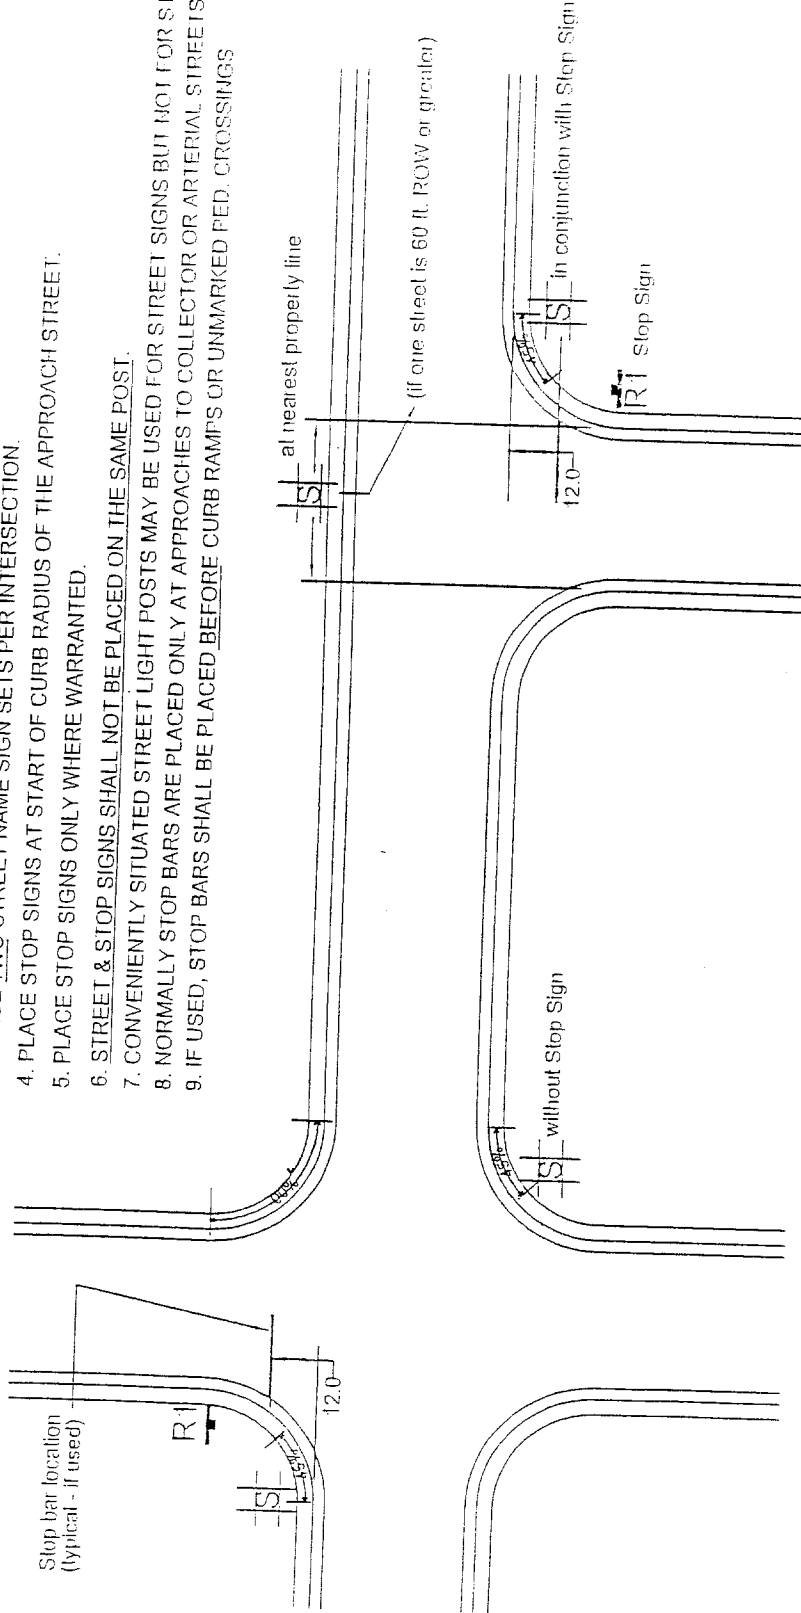 TWO STREET NAME SIGN SETS PER INTERSECTION.
4. PLACE STOP SIGNS AT START OF CURB RADIUS OF THE APPROACH STREET.
5. PLACE STOP SIGNS ONLY WHERE WARRANTED.
6. STREET & STOP SIGNS SHALL NOT BE PLACED ON THE SAME POST.
7. CONVENIENTLY SITUATED STREET LIGHT POSTS MAY BE USED FOR STREET SIGNS BUT NOT FOR
8. NORMALLY STOP BARS ARE PLACED ONLY AT APPROACHES TO COLLECTOR OR ARTERIAL STREETS
9. IF USED, STOP BARS SHALL BE PLACED BEFORE CURB RAMPS OR UNMARKED PED. CROSSINGS
Stop bar location
(typical - if used)
R1
S
12.0
at nearest property line
S
(if one street is 60 ft. ROW or greater)
S without Stop Sign
S in conjunction with Stop Sign
12.0
R1 Stop Sign